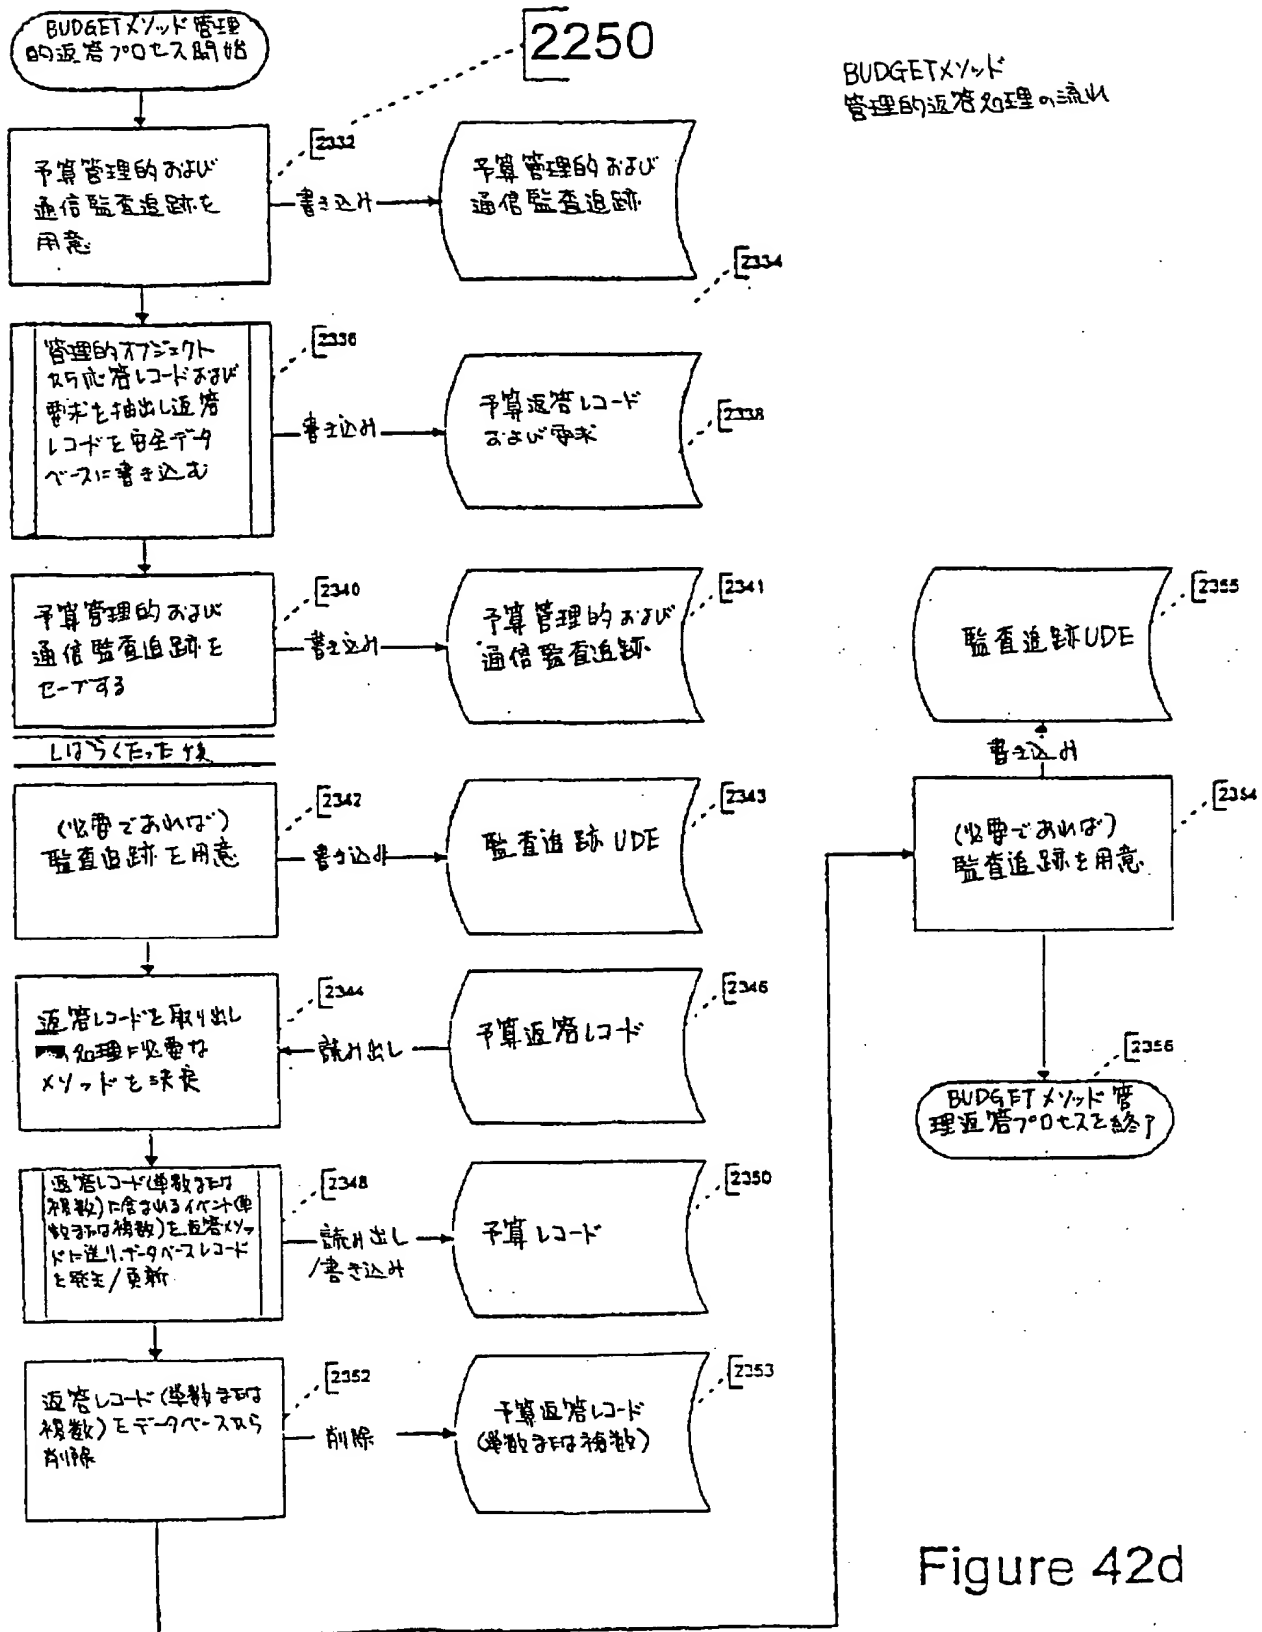 BUDGETメソッド管理
的返答プロセス開始
2250
BUDGETメソッド
管理的返答処理の流れ
予算管理的および
通信監査追跡を
用意
2332
書き込み
予算管理的および
通信監査追跡
2334
管理的オブジェクト
から応答レコードおよび
要求を抽出し返答
レコードを安全データ
ベースに書き込む
2336
書き込み
予算返答レコード
および要求
2338
予算管理的および
通信監査追跡を
セーブする
2340
書き込み
予算管理的および
通信監査追跡
2341
しばらくたった後
(必要であれば)
監査追跡を用意
2342
書き込み
監査追跡 UDE
2343
返答レコードを取り出し
処理に必要な
メソッドを決定
2344
読み出し
予算返答レコード
2346
返答レコード(単数または
複数)に含まれるイベント(単
数または複数)を返答メソッ
ドに送り、データベースレコード
を発生/更新
2348
読み出し
/書き込み
予算レコード
2350
返答レコード(単数または
複数)をデータベースから
削除
2352
削除
予算返答レコード
(単数または複数)
2353
監査追跡UDE
2355
書き込み
(必要であれば)
監査追跡を用意
2354
2356
BUDGETメソッド管
理返答プロセスを終了
Figure 42d